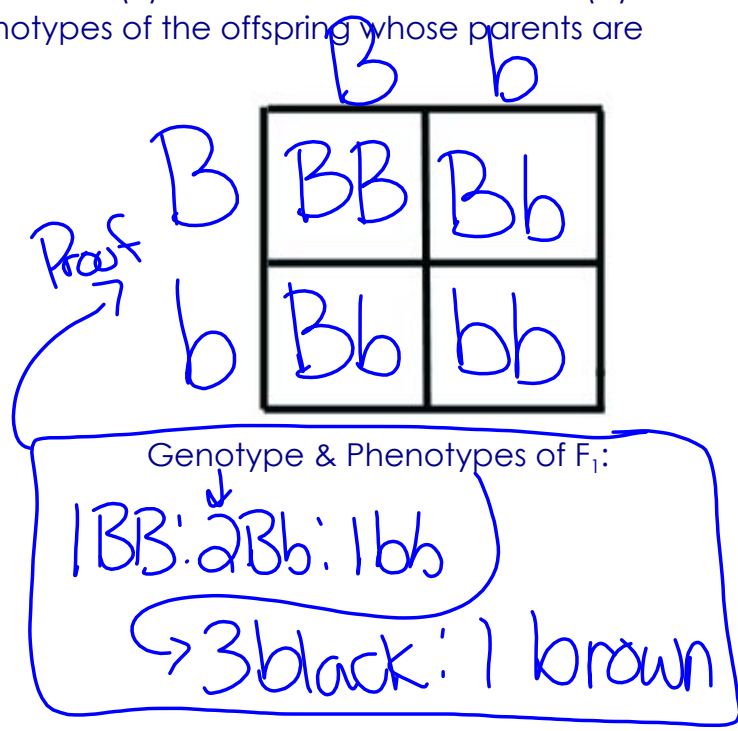 notypes of the offspring whose parents are
B b
B BB Bb
Proof
b Bb bb
Genotype & Phenotypes of F₁:
1BB:2Bb:1bb
3black:1 brown